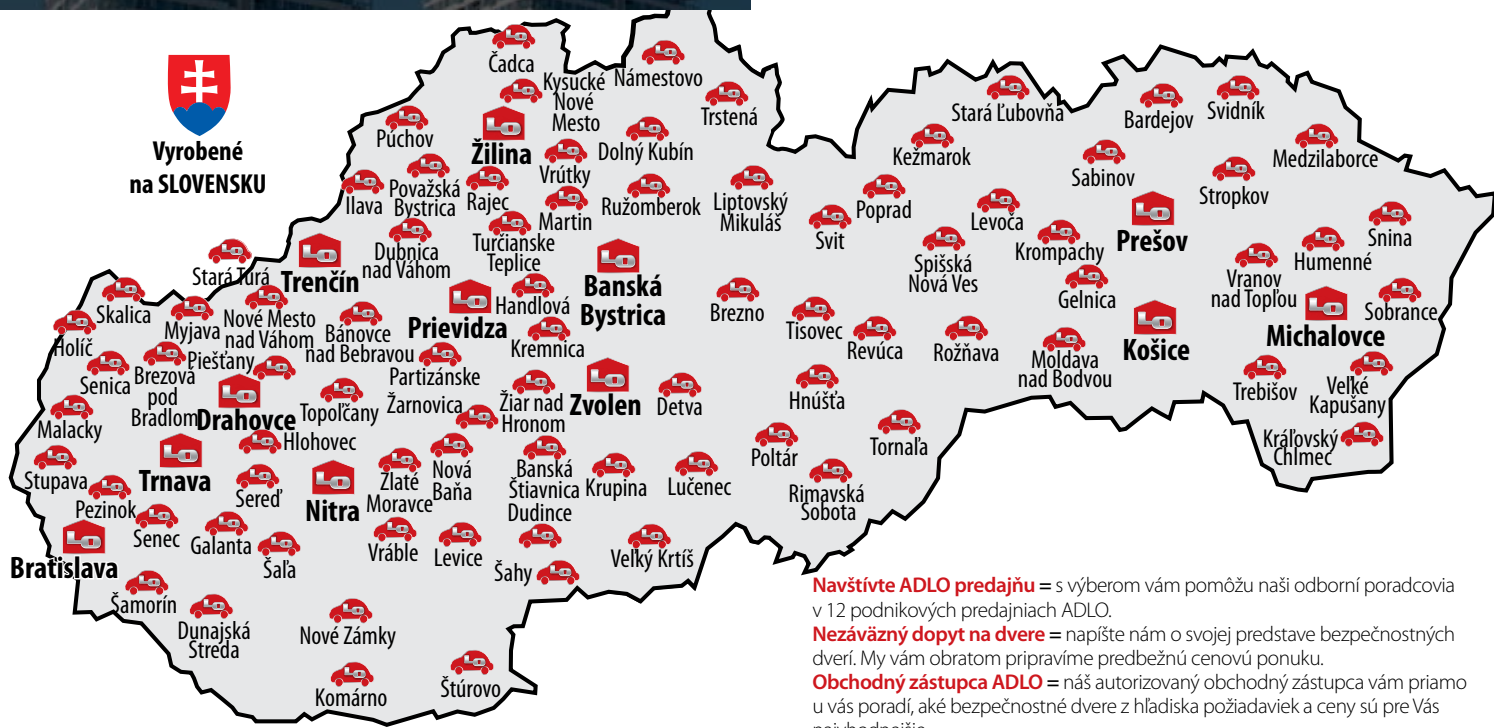 Vyrobené
na SLOVENSKU
Čadca
Kysucké
Nové
Mesto
Námestovo
Trstená
Stará Ľubovňa
Bardejov
Svidník
Púchov
Žilina
Vrútky
Dolný Kubín
Kežmarok
Sabinov
Medzilaborce
Ilava
Považská
Bystrica
Rajec
Martin
Ružomberok
Liptovský
Mikuláš
Svit
Poprad
Levoča
Prešov
Stropkov
Stará Turá
Trenčín
Dubnica
nad Váhom
Turčianske
Teplice
Spišská
Nová Ves
Krompachy
Gelnica
Vranov
nad Topľou
Humenné
Snina
Skalica
Holíč
Myjava
Nové Mesto
nad Váhom
Bánovce
nad Bebravou
Prievidza
Handlová
Kremnica
Banská
Bystrica
Brezno
Tisovec
Revúca
Rožňava
Moldava
nad Bodvou
Košice
Michalovce
Sobrance
Senica
Brezová
pod
Bradlom
Piešťany
Drahovce
Topoľčany
Partizánske
Žarnovica
Žiar nad
Hronom
Zvolen
Detva
Hnúšťa
Trebišov
Veľké
Kapušany
Malacky
Stupava
Trnava
Hlohovec
Tornaľa
Kráľovský
Chlmec
Pezinok
Sereď
Nitra
Zlaté
Moravce
Nová
Baňa
Banská
Štiavnica
Dudince
Krupina
Lučenec
Poltár
Rimavská
Sobota
Bratislava
Senec
Galanta
Šaľa
Vráble
Levice
Šahy
Veľký Krtíš
Šamorín
Dunajská
Streda
Nové Zámky
Komárno
Štúrovo
Navštívte ADLO predajňu = s výberom vám pomôžu naši odborní poradcovia
v 12 podnikových predajniach ADLO.
Nezáväzný dopyt na dvere = napíšte nám o svojej predstave bezpečnostných
dverí. My vám obratom pripravíme predbežnú cenovú ponuku.
Obchodný zástupca ADLO = náš autorizovaný obchodný zástupca vám priamo
u vás poradí, aké bezpečnostné dvere z hľadiska požiadaviek a ceny sú pre Vás